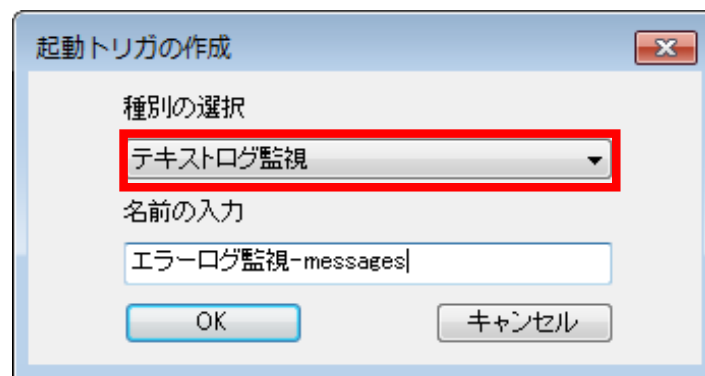 起動トリガの作成
種別の選択
テキストログ監視
名前の入力
エラーログ監視-messages
OK
キャンセル